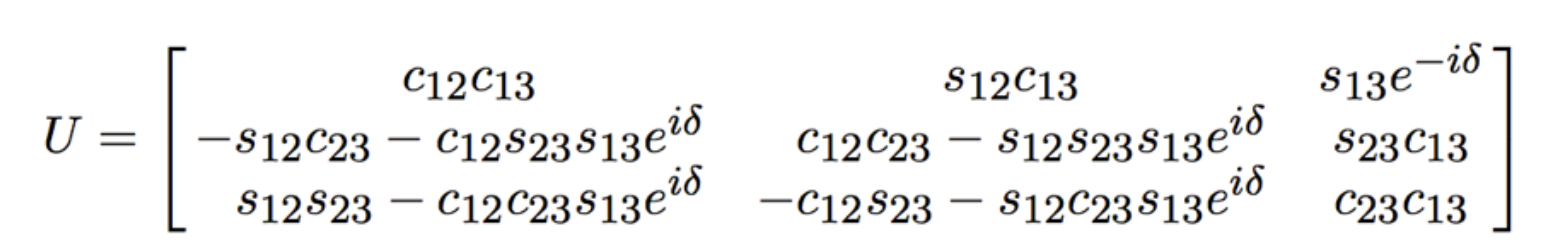 U = [ c₁₂c₁₃ s₁₂c₁₃ s₁₃e^{−iδ}
−s₁₂c₂₃ − c₁₂s₂₃s₁₃e^{iδ} c₁₂c₂₃ − s₁₂s₂₃s₁₃e^{iδ} s₂₃c₁₃
s₁₂s₂₃ − c₁₂c₂₃s₁₃e^{iδ} −c₁₂s₂₃ − s₁₂c₂₃s₁₃e^{iδ} c₂₃c₁₃ ]